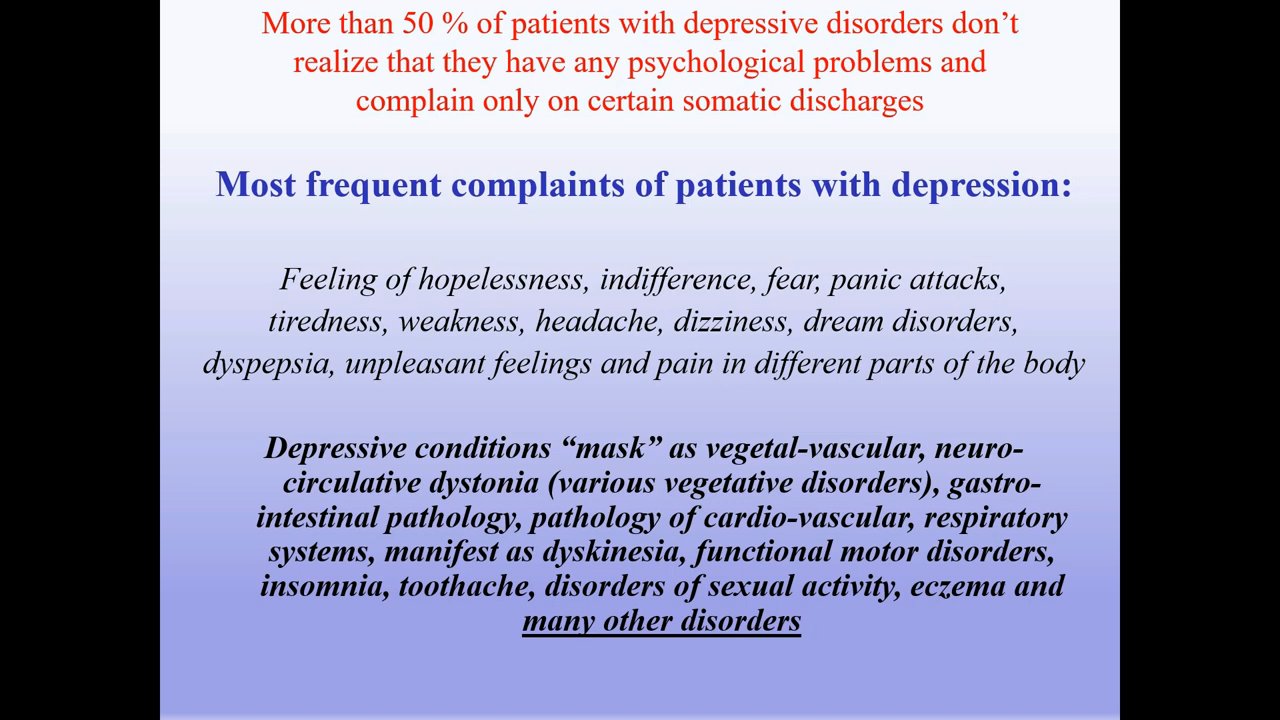 More than 50 % of patients with depressive disorders don’t
realize that they have any psychological problems and
complain only on certain somatic discharges
Most frequent complaints of patients with depression:
Feeling of hopelessness, indifference, fear, panic attacks,
tiredness, weakness, headache, dizziness, dream disorders,
dyspepsia, unpleasant feelings and pain in different parts of the body
Depressive conditions “mask” as vegetal-vascular, neuro-
circulative dystonia (various vegetative disorders), gastro-
intestinal pathology, pathology of cardio-vascular, respiratory
systems, manifest as dyskinesia, functional motor disorders,
insomnia, toothache, disorders of sexual activity, eczema and
many other disorders